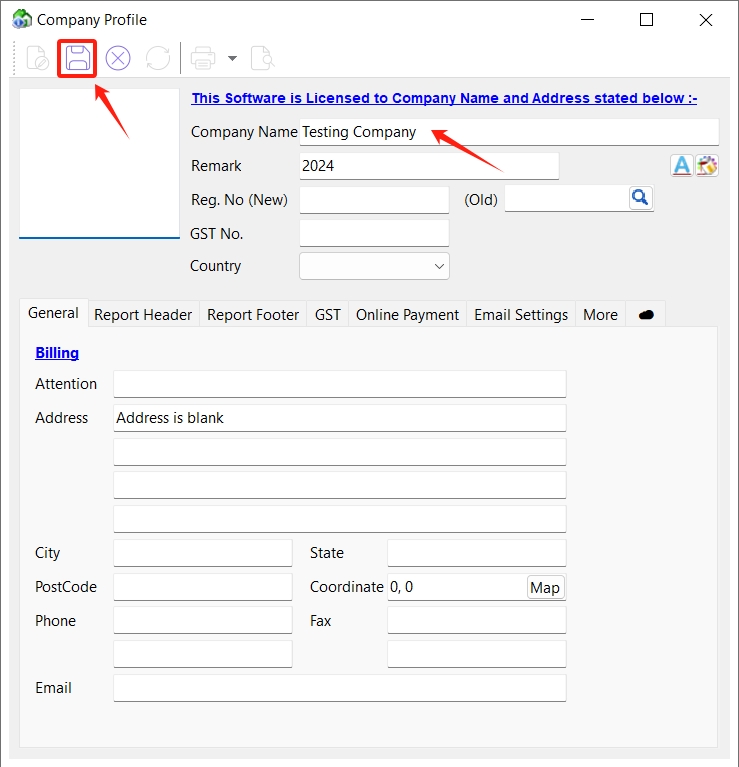 Company Profile
This Software is Licensed to Company Name and Address stated below :-
Company Name Testing Company
Remark 2024
A
Reg. No (New) (Old)
GST No.
Country
General Report Header Report Footer GST Online Payment Email Settings More
Billing
Attention
Address Address is blank
City State
PostCode Coordinate 0, 0 Map
Phone Fax
Email